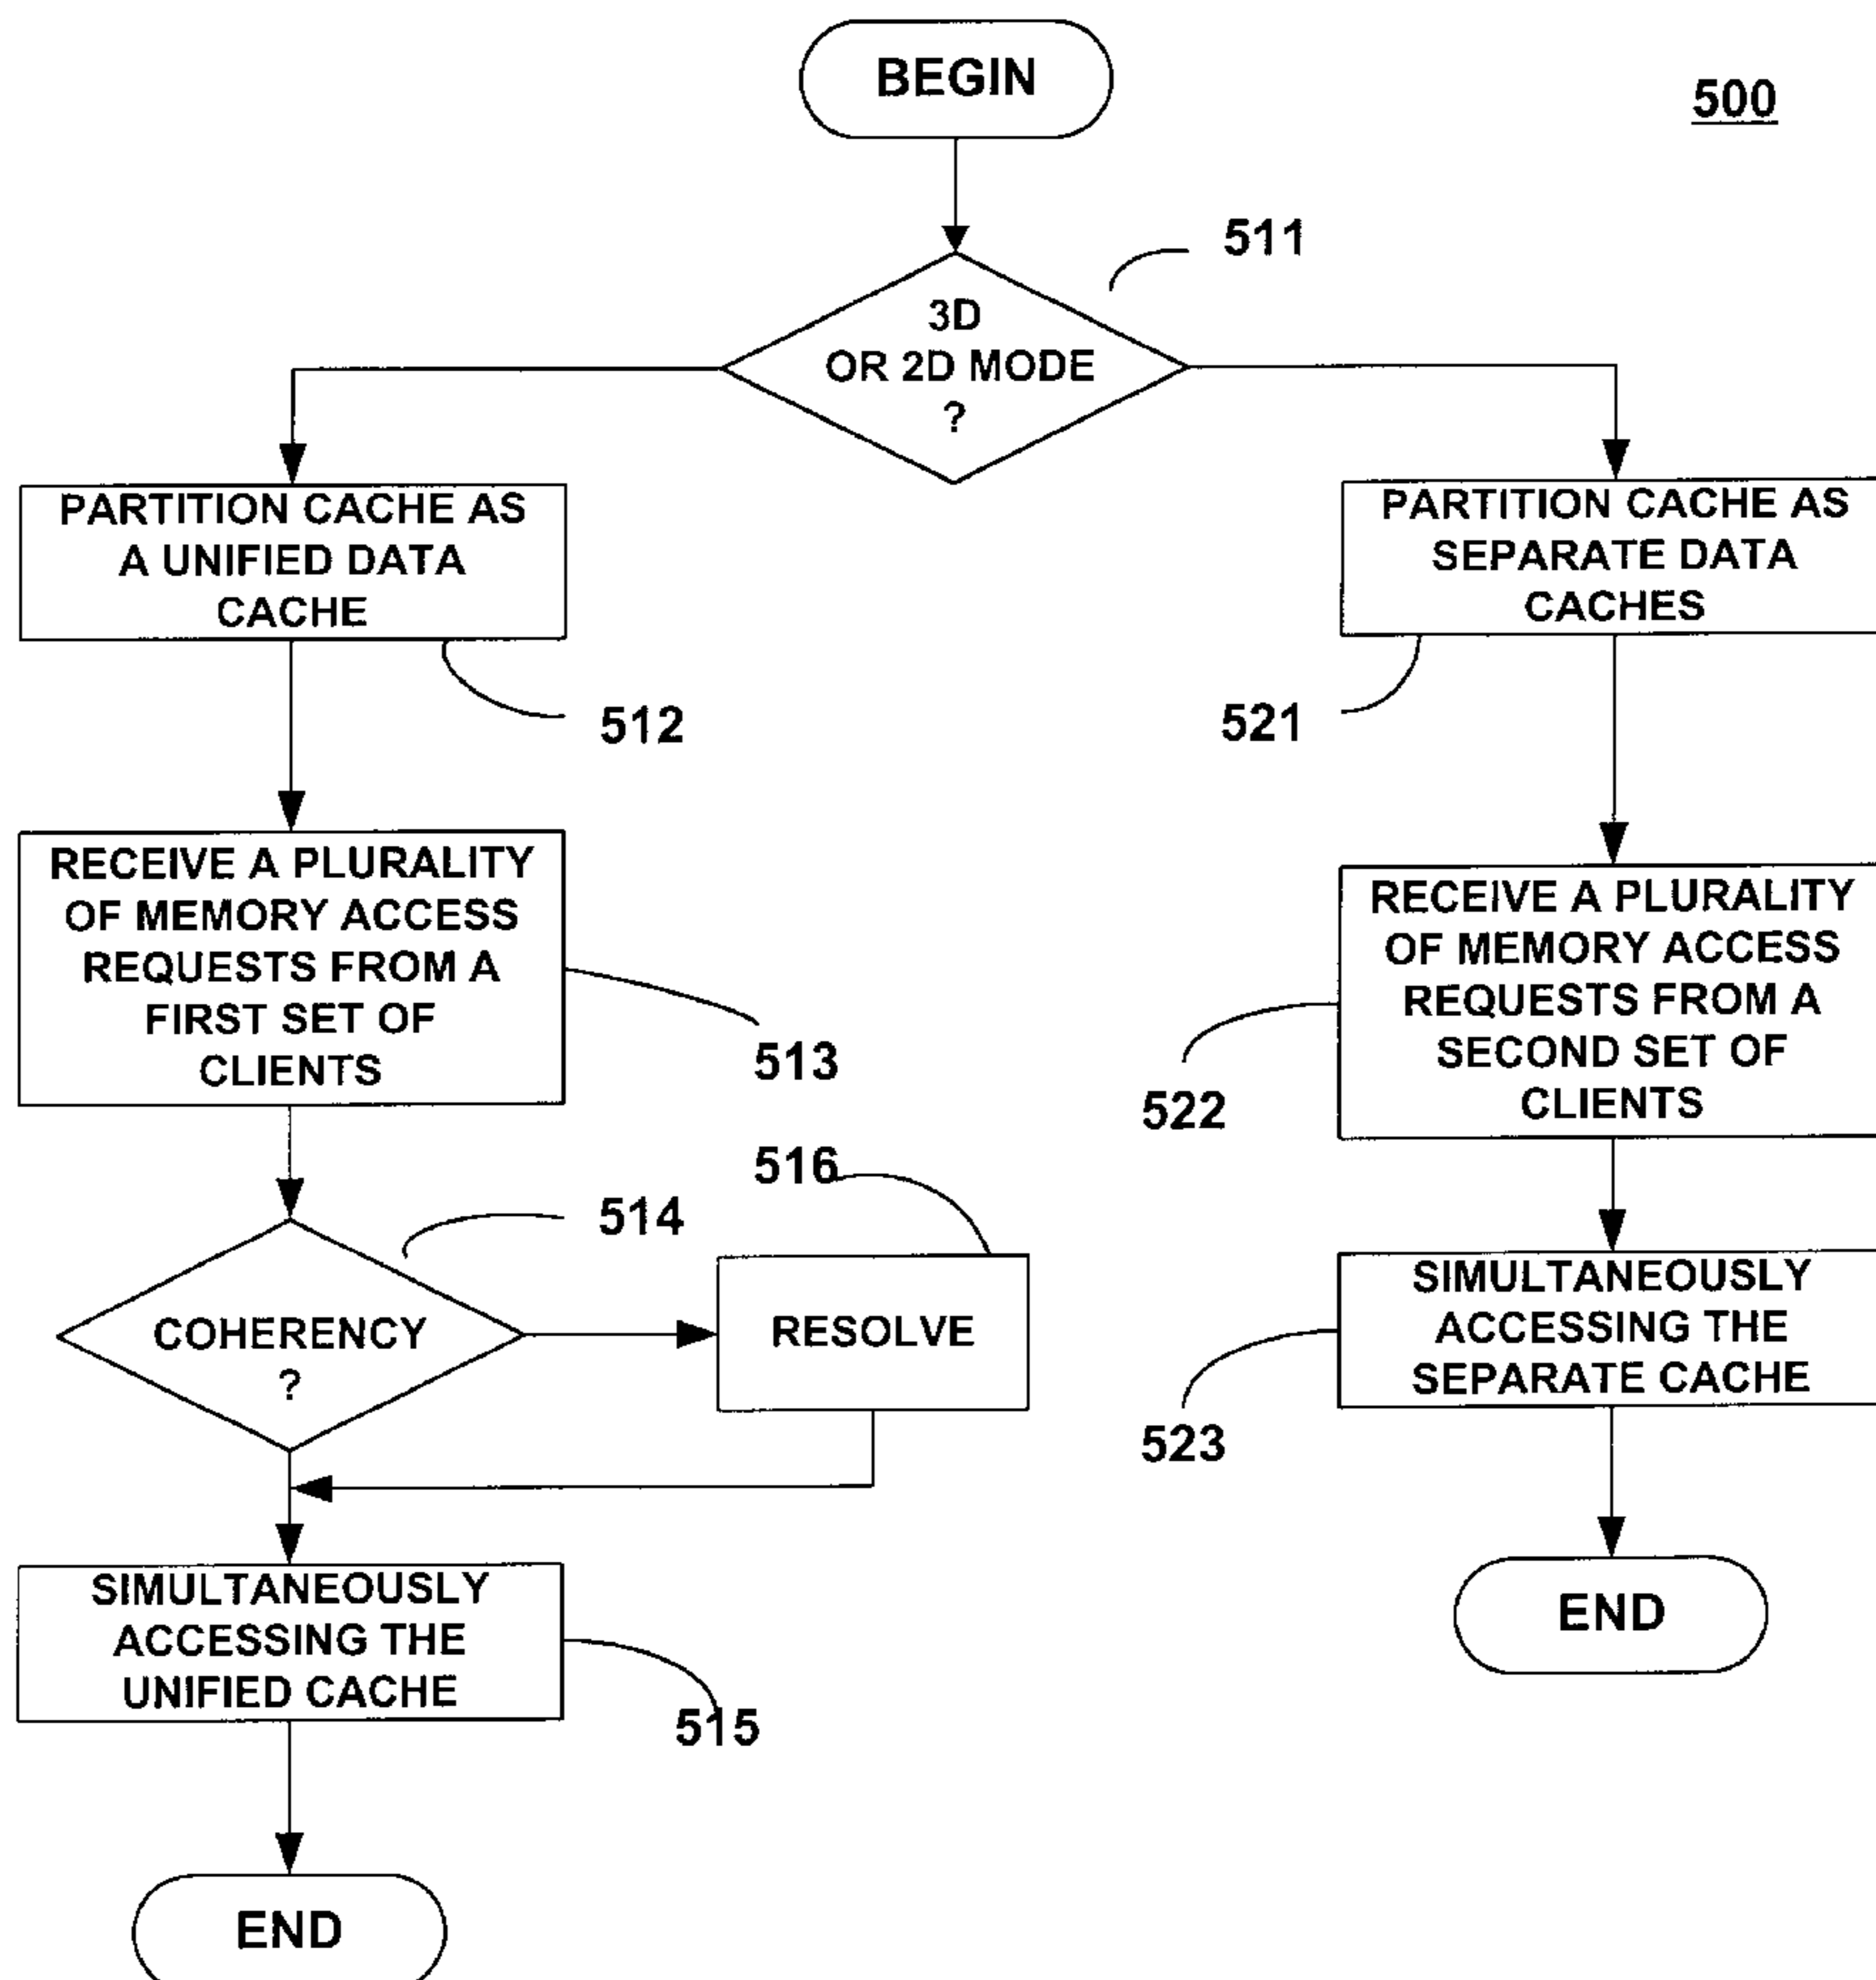 BEGIN
500
511
3D
OR 2D MODE
?
PARTITION CACHE AS
A UNIFIED DATA
CACHE
512
PARTITION CACHE AS
SEPARATE DATA
CACHES
521
RECEIVE A PLURALITY
OF MEMORY ACCESS
REQUESTS FROM A
FIRST SET OF
CLIENTS
513
RECEIVE A PLURALITY
OF MEMORY ACCESS
REQUESTS FROM A
SECOND SET OF
CLIENTS
522
514
COHERENCY
?
516
RESOLVE
SIMULTANEOUSLY
ACCESSING THE
SEPARATE CACHE
523
SIMULTANEOUSLY
ACCESSING THE
UNIFIED CACHE
515
END
END